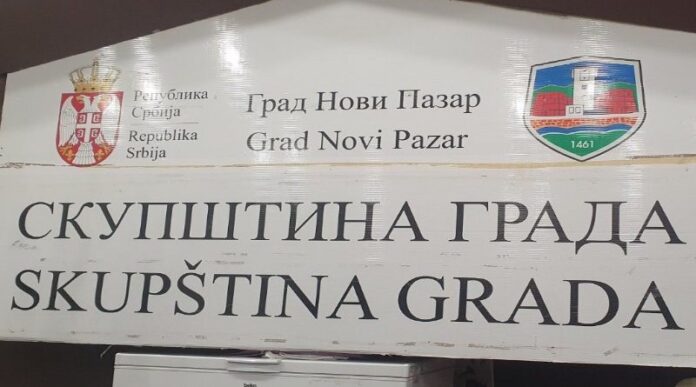 Република
Србија
Republika
Srbija
Град Нови Пазар
Grad Novi Pazar
1461
СКУПШТИНА ГРАДА
SKUPŠTINA GRADA